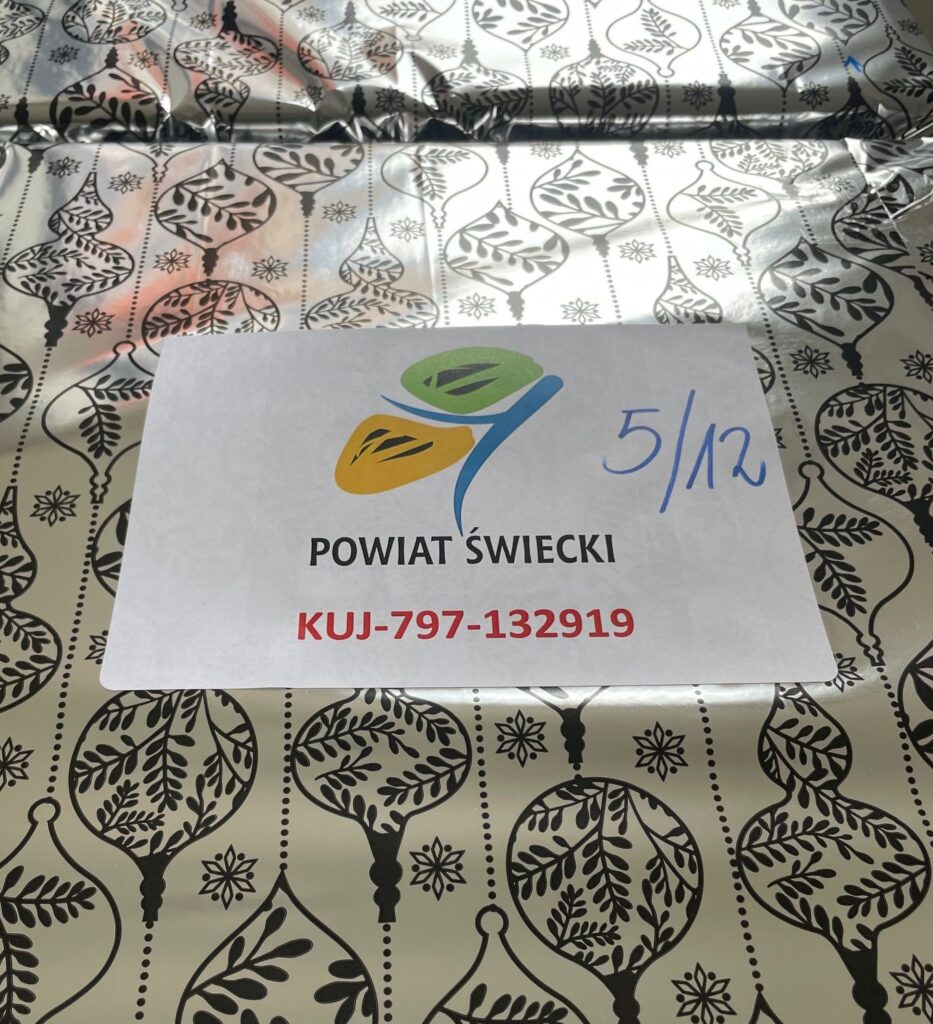 5/12
POWIAT ŚWIECKI
KUJ-797-132919